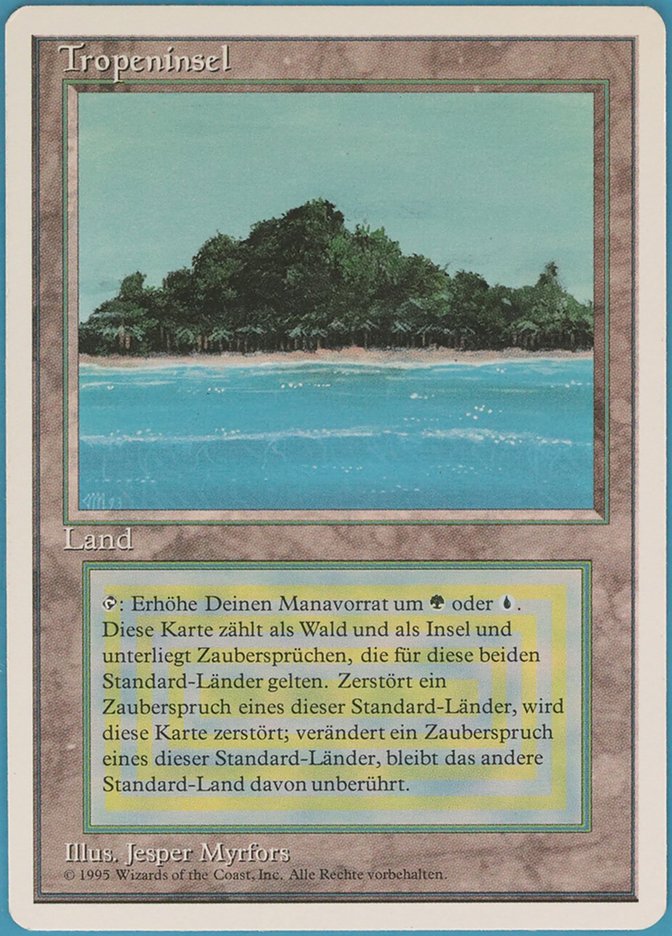 Tropeninsel
Land
: Erhöhe Deinen Manavorrat um oder .
Diese Karte zählt als Wald und als Insel und
unterliegt Zaubersprüchen, die für diese beiden
Standard-Länder gelten. Zerstört ein
Zauberspruch eines dieser Standard-Länder, wird
diese Karte zerstört; verändert ein Zauberspruch
eines dieser Standard-Länder, bleibt das andere
Standard-Land davon unberührt.
Illus. Jesper Myrfors
© 1995 Wizards of the Coast, Inc. Alle Rechte vorbehalten.